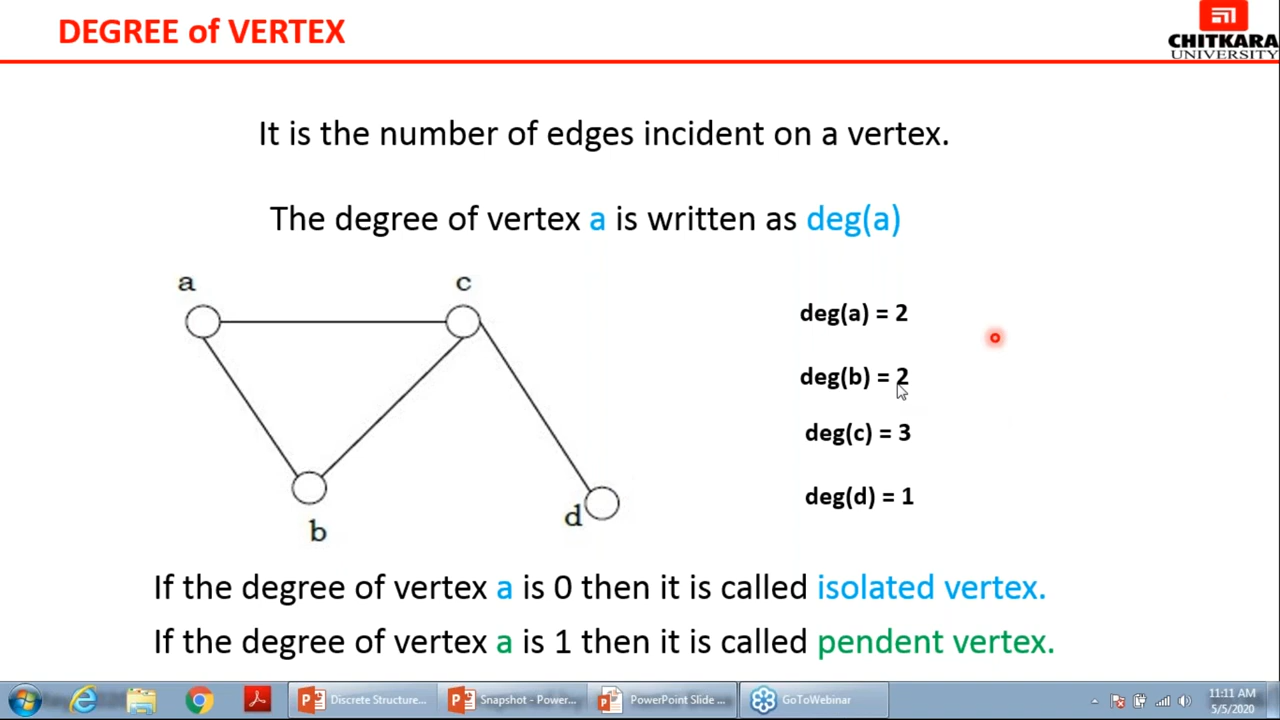 DEGREE of VERTEX
CHITKARA
UNIVERSITY
It is the number of edges incident on a vertex.
The degree of vertex a is written as deg(a)
a
c
b
d
deg(a) = 2
deg(b) = 2
deg(c) = 3
deg(d) = 1
If the degree of vertex a is 0 then it is called isolated vertex.
If the degree of vertex a is 1 then it is called pendent vertex.
Discrete Structure...
Snapshot - Power...
PowerPoint Slide ...
GoToWebinar
11:11 AM
5/5/2020